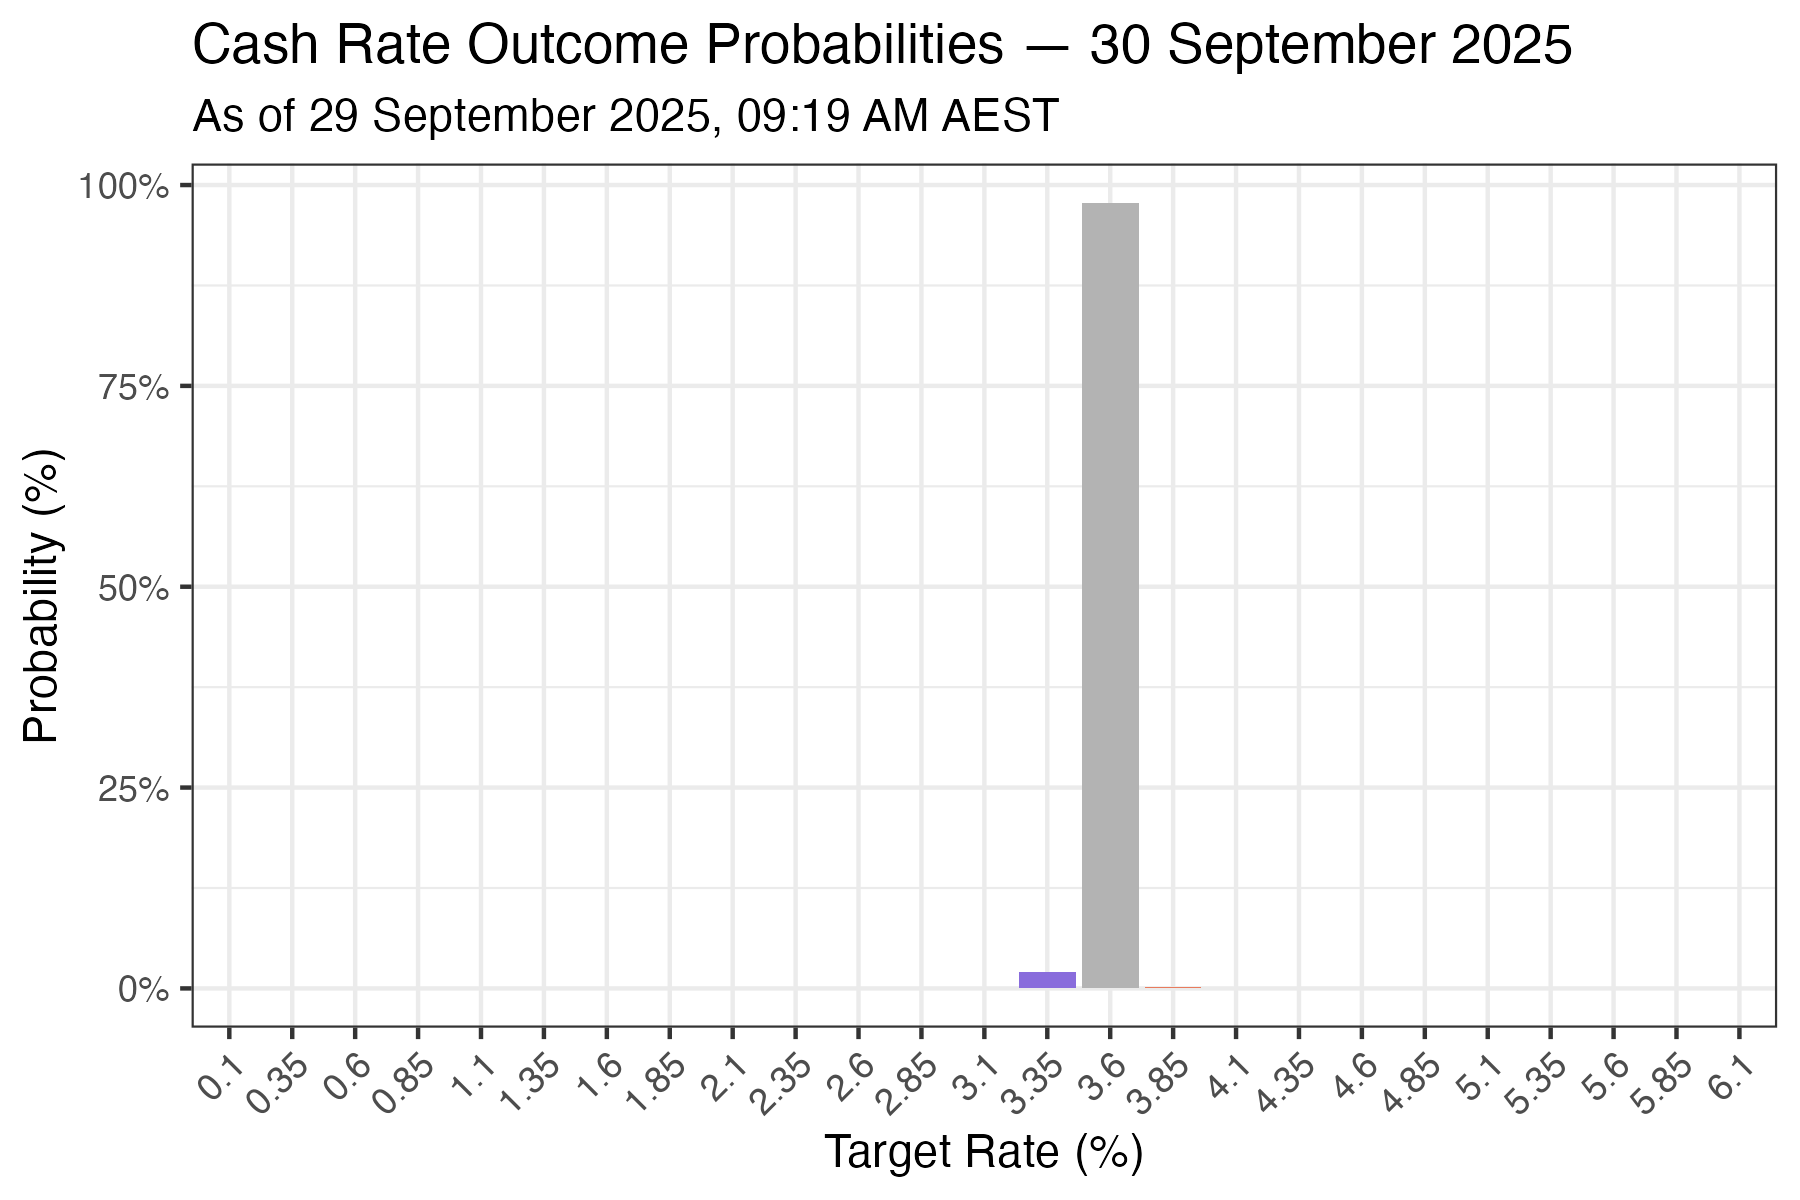 Cash Rate Outcome Probabilities — 30 September 2025
As of 29 September 2025, 09:19 AM AEST
100%
75%
50%
25%
0%
Probability (%)
0.1 0.35 0.6 0.85 1.1 1.35 1.6 1.85 2.1 2.35 2.6 2.85 3.1 3.35 3.6 3.85 4.1 4.35 4.6 4.85 5.1 5.35 5.6 5.85 6.1
Target Rate (%)